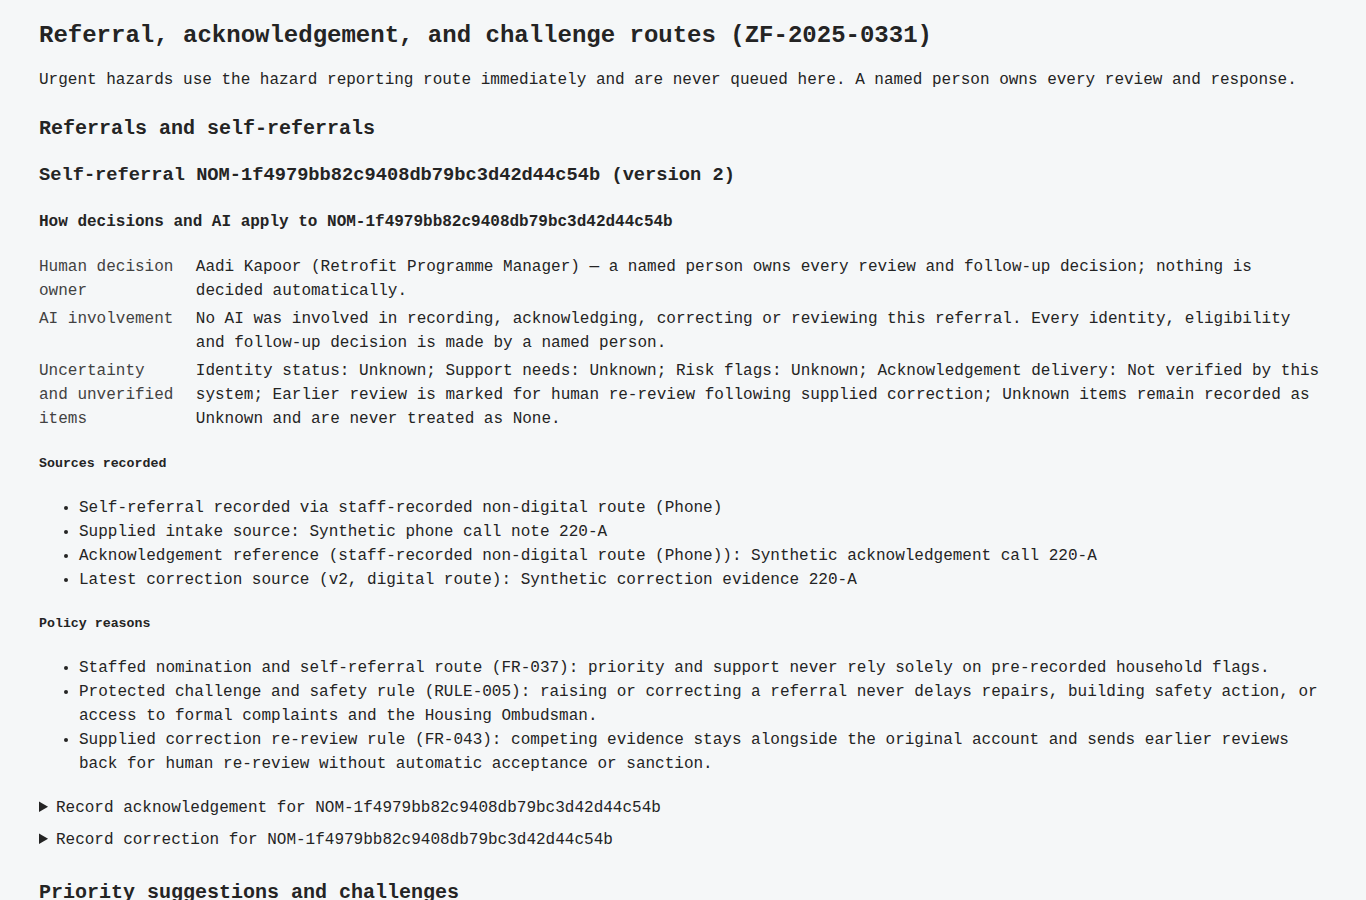 Referral, acknowledgement, and challenge routes (ZF-2025-0331)
Urgent hazards use the hazard reporting route immediately and are never queued here. A named person owns every review and response.
Referrals and self-referrals
Self-referral NOM-1f4979bb82c9408db79bc3d42d44c54b (version 2)
How decisions and AI apply to NOM-1f4979bb82c9408db79bc3d42d44c54b
Human decision owner
Aadi Kapoor (Retrofit Programme Manager) — a named person owns every review and follow-up decision; nothing is
decided automatically.
AI involvement
No AI was involved in recording, acknowledging, correcting or reviewing this referral. Every identity, eligibility
and follow-up decision is made by a named person.
Uncertainty and unverified items
Identity status: Unknown; Support needs: Unknown; Risk flags: Unknown; Acknowledgement delivery: Not verified by this
system; Earlier review is marked for human re-review following supplied correction; Unknown items remain recorded as
Unknown and are never treated as None.
Sources recorded
• Self-referral recorded via staff-recorded non-digital route (Phone)
• Supplied intake source: Synthetic phone call note 220-A
• Acknowledgement reference (staff-recorded non-digital route (Phone)): Synthetic acknowledgement call 220-A
• Latest correction source (v2, digital route): Synthetic correction evidence 220-A
Policy reasons
• Staffed nomination and self-referral route (FR-037): priority and support never rely solely on pre-recorded household flags.
• Protected challenge and safety rule (RULE-005): raising or correcting a referral never delays repairs, building safety action, or
access to formal complaints and the Housing Ombudsman.
• Supplied correction re-review rule (FR-043): competing evidence stays alongside the original account and sends earlier reviews
back for human re-review without automatic acceptance or sanction.
▶ Record acknowledgement for NOM-1f4979bb82c9408db79bc3d42d44c54b
▶ Record correction for NOM-1f4979bb82c9408db79bc3d42d44c54b
Priority suggestions and challenges